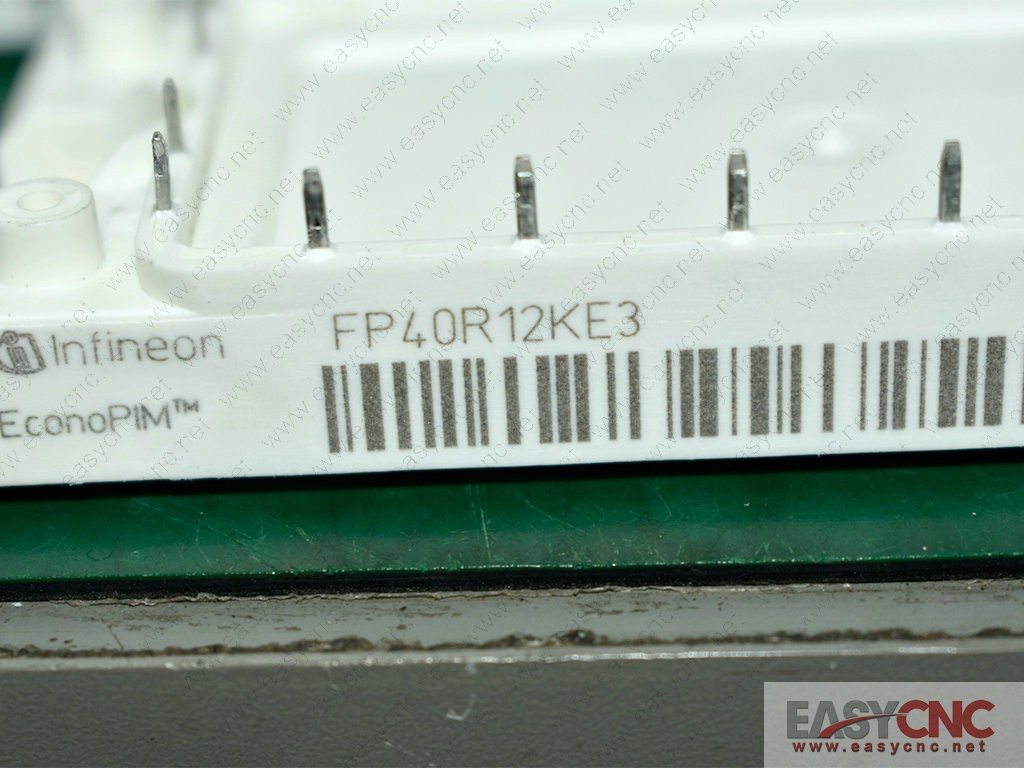 FP40R12KE3
Infineon
EconoPIM™
EASYCNC
www.easycnc.net